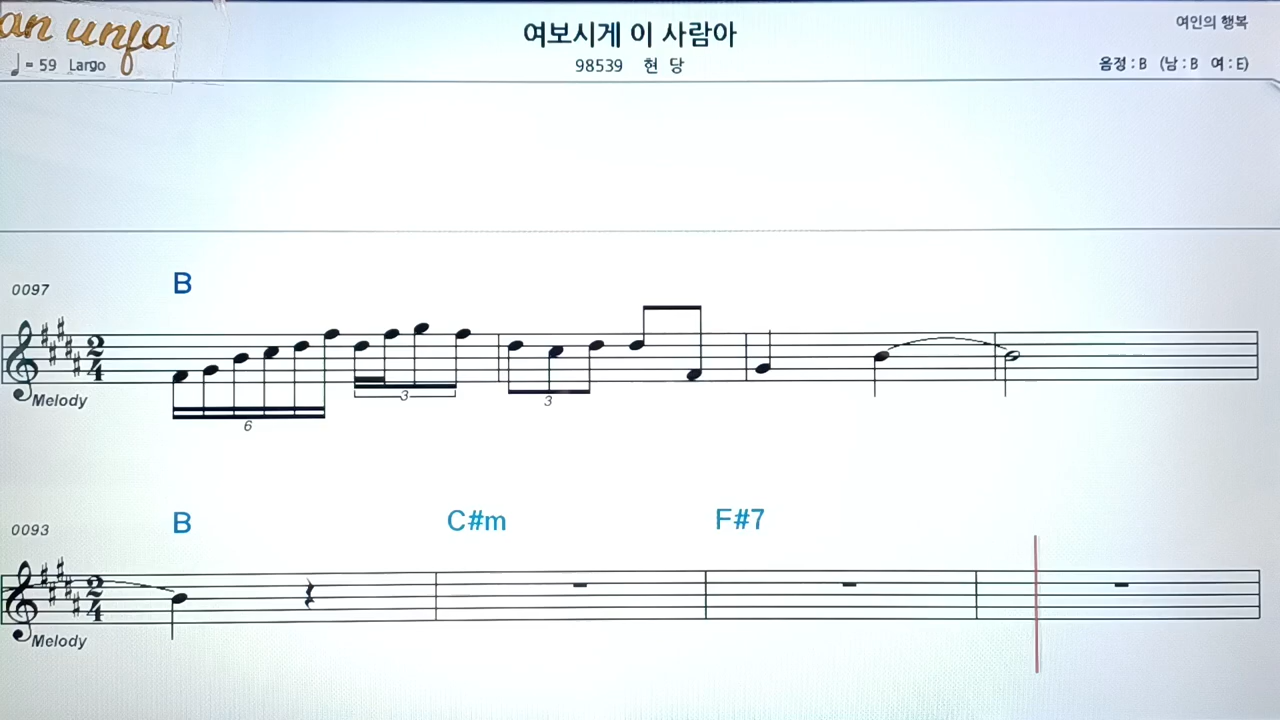 an unfa
여보시게 이 사람아
여인의 행복
♩= 59 Largo
98539 현 당
음정 : B (남 : B 여 : E)
0097
B
2
4
Melody
6
3
3
0093
B
C#m
F#7
2
4
Melody